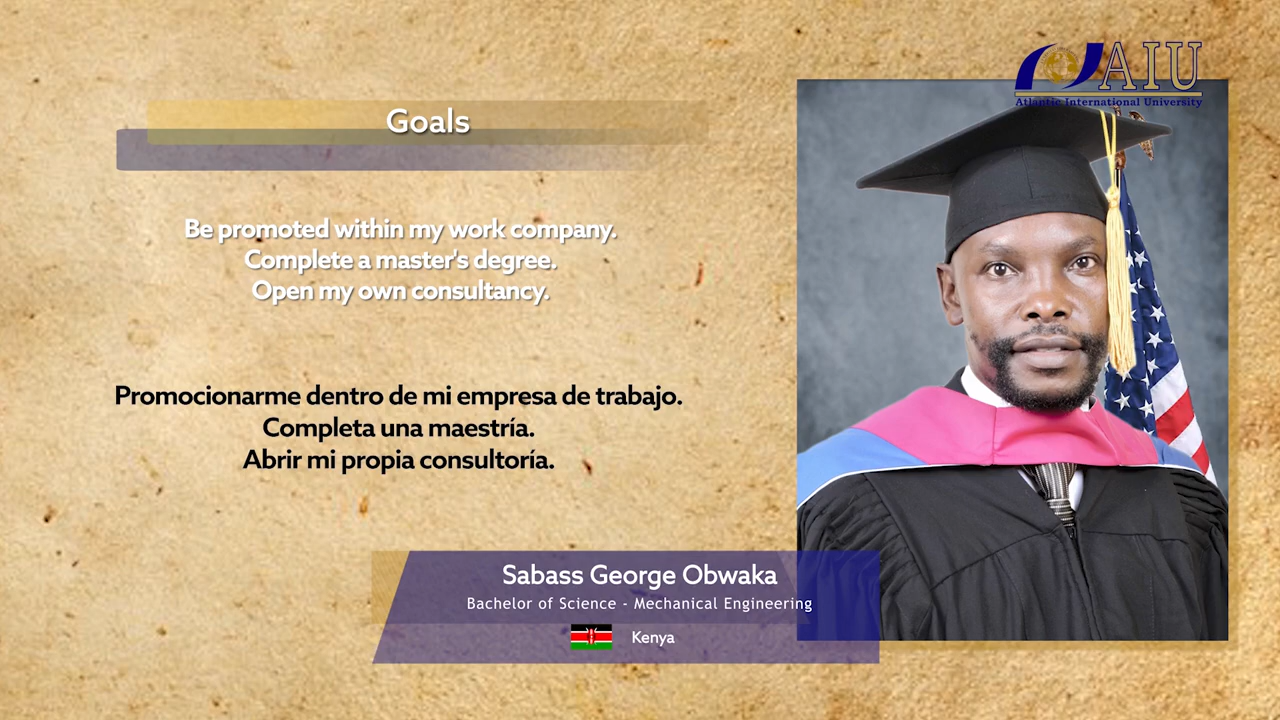 AIU
Atlantic International University
Goals
Be promoted within my work company.
Complete a master's degree.
Open my own consultancy.
Promocionarme dentro de mi empresa de trabajo.
Completa una maestría.
Abrir mi propia consultoría.
Sabass George Obwaka
Bachelor of Science - Mechanical Engineering
Kenya